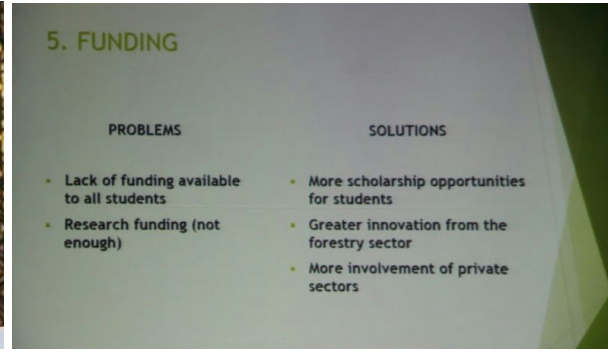 5. FUNDING
PROBLEMS
• Lack of funding available
to all students
• Research funding (not
enough)
SOLUTIONS
• More scholarship opportunities
for students
• Greater innovation from the
forestry sector
• More involvement of private
sectors